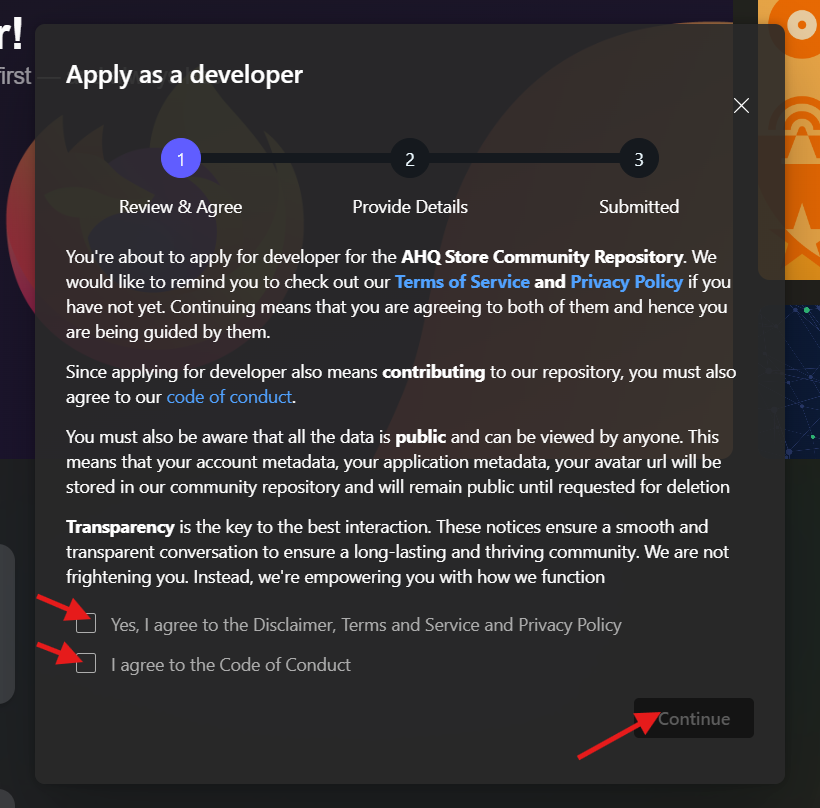 r!
first —
Apply as a developer
1
2
3
Review & Agree
Provide Details
Submitted
You're about to apply for developer for the AHQ Store Community Repository. We
would like to remind you to check out our Terms of Service and Privacy Policy if you
have not yet. Continuing means that you are agreeing to both of them and hence you
are being guided by them.
Since applying for developer also means contributing to our repository, you must also
agree to our code of conduct.
You must also be aware that all the data is public and can be viewed by anyone. This
means that your account metadata, your application metadata, your avatar url will be
stored in our community repository and will remain public until requested for deletion
Transparency is the key to the best interaction. These notices ensure a smooth and
transparent conversation to ensure a long-lasting and thriving community. We are not
frightening you. Instead, we're empowering you with how we function
Yes, I agree to the Disclaimer, Terms and Service and Privacy Policy
I agree to the Code of Conduct
Continue